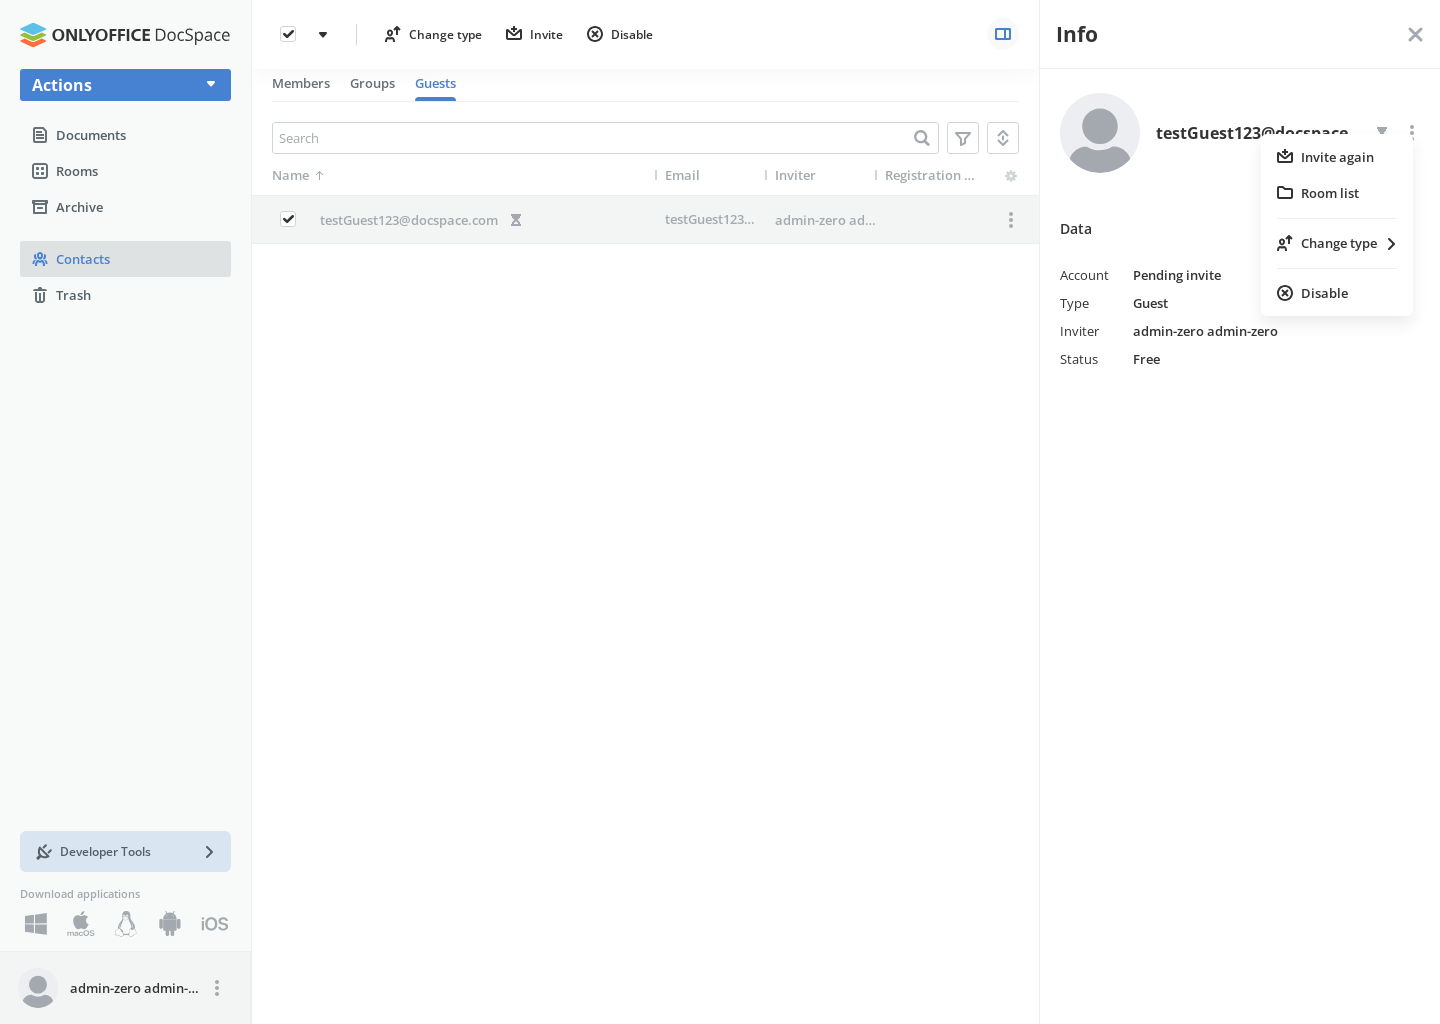 ONLYOFFICE DocSpace
Actions
Documents
Rooms
Archive
Contacts
Trash
Developer Tools
Download applications
macOS
iOS
admin-zero admin-...
Change type
Invite
Disable
Members
Groups
Guests
Search
Name
Email
Inviter
Registration ...
testGuest123@docspace.com
testGuest123...
admin-zero ad...
Info
testGuest123@docspace...
Invite again
Room list
Change type
Disable
Data
Account Pending invite
Type Guest
Inviter admin-zero admin-zero
Status Free